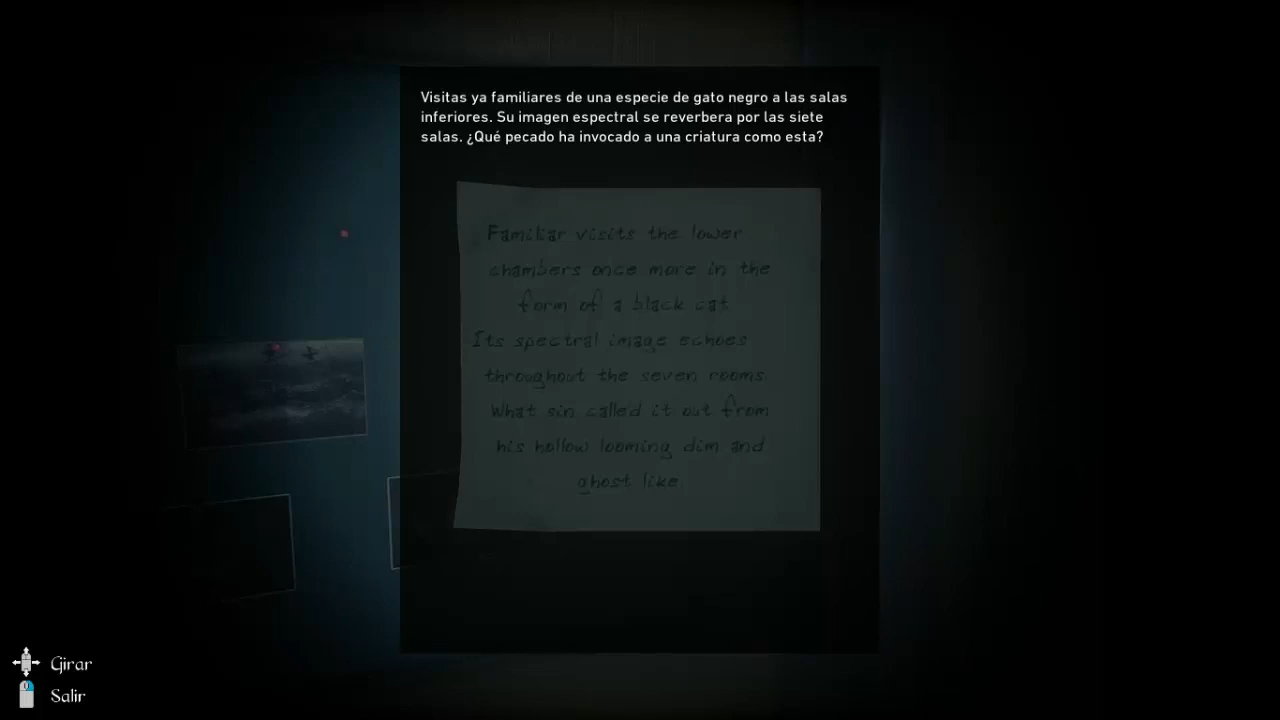 Visitas ya familiares de una especie de gato negro a las salas
inferiores. Su imagen espectral se reverbera por las siete
salas. ¿Qué pecado ha invocado a una criatura como esta?
Familiar visits the lower
chambers once more in the
form of a black cat
Its spectral image echoes
throughout the seven rooms.
What sin called it out from
his hollow looming dim and
ghost like
Girar
Salir